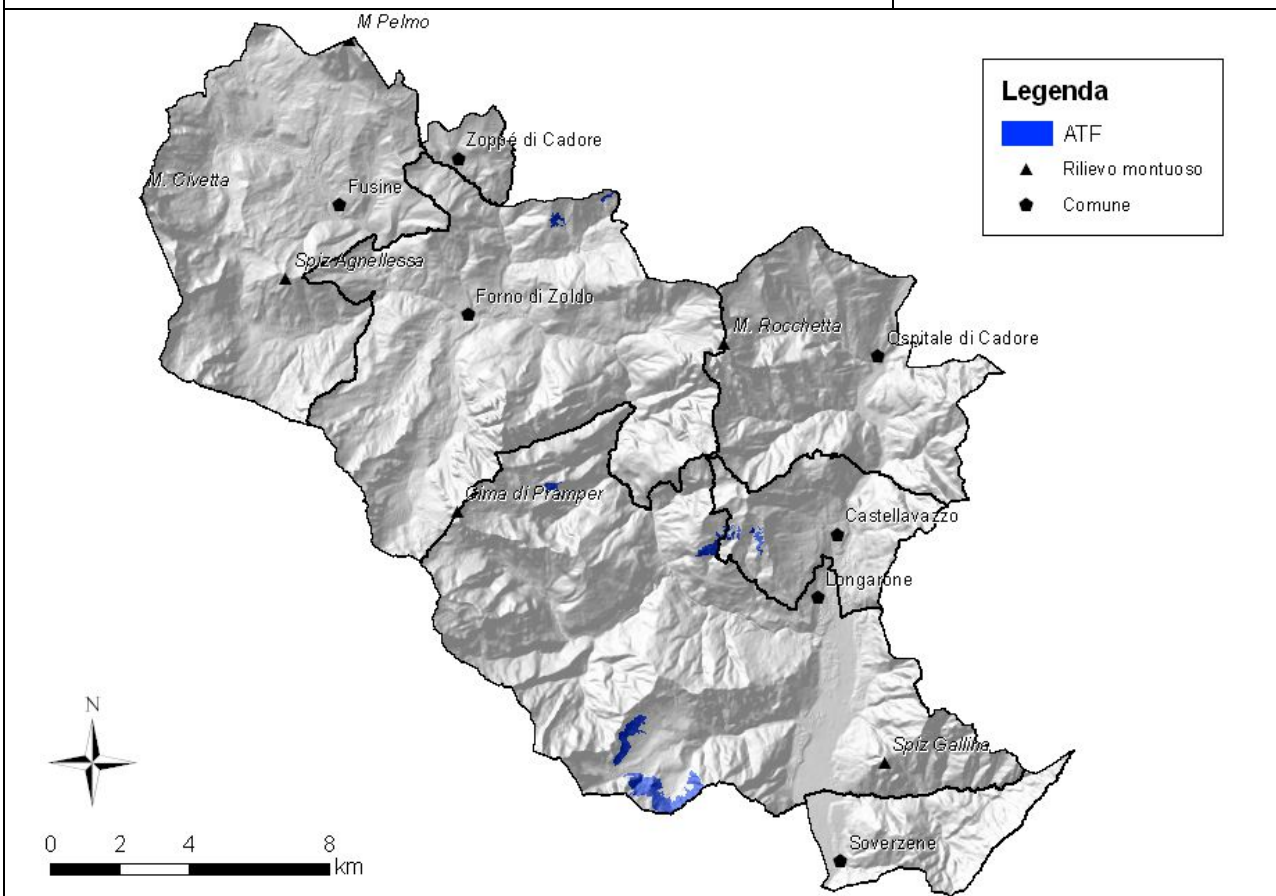 M Pelmo
Legenda
ATF
Rilievo montuoso
Comune
Zoppé di Cadore
M. Civetta
Fusine
Spiz Agnellessa
Forno di Zoldo
M. Rocchetta
Ospitale di Cadore
Cima di Pramper
Castellavazzo
Longarone
N
Spiz Gallina
0 2 4 8
km
Soverzene